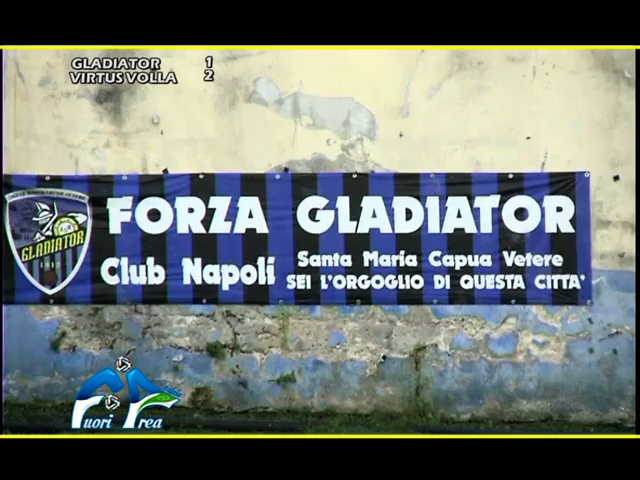 GLADIATOR 1
VIRTUS VOLLA 2
FORZA GLADIATOR
GLADIATOR
Club Napoli
Santa Maria Capua Vetere
SEI L'ORGOGLIO DI QUESTA CITTA'
Fuori Area